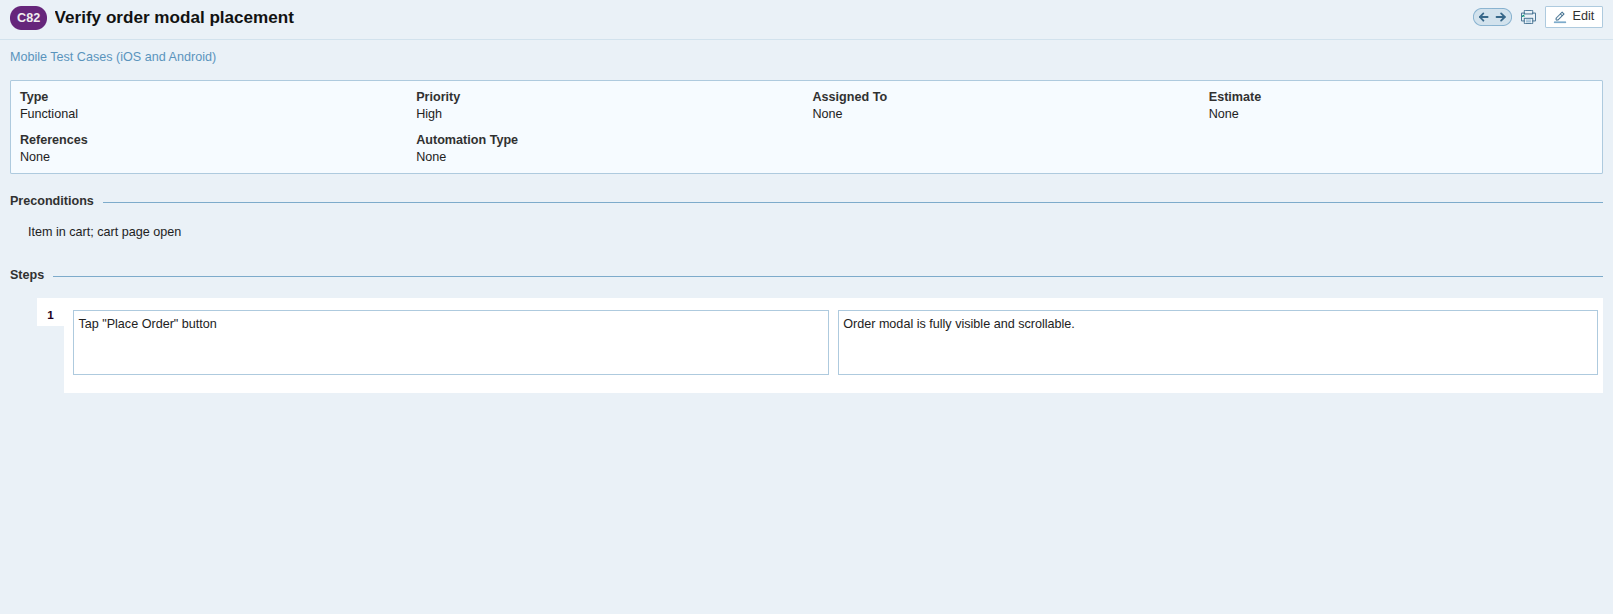 C82 Verify order modal placement
Edit
Mobile Test Cases (iOS and Android)
Type Priority Assigned To Estimate
Functional High None None
References Automation Type
None None
Preconditions
Item in cart; cart page open
Steps
1
Tap "Place Order" button
Order modal is fully visible and scrollable.